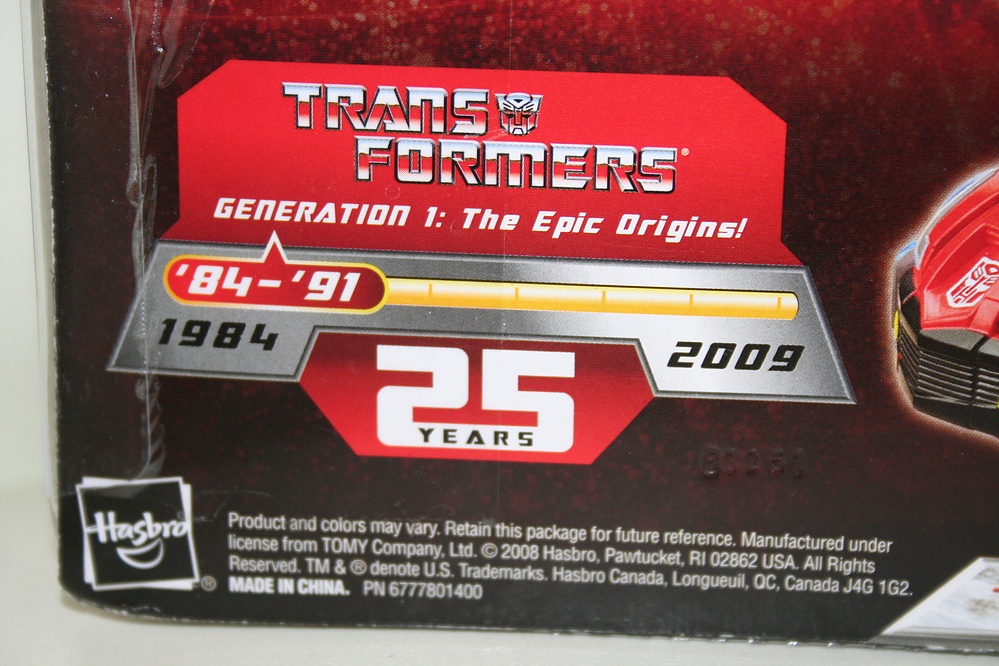 TRANS
FORMERS®
GENERATION 1: The Epic Origins!
'84-'91
1984
2009
25
YEARS
Hasbro®
Product and colors may vary. Retain this package for future reference. Manufactured under
license from TOMY Company, Ltd. © 2008 Hasbro, Pawtucket, RI 02862 USA. All Rights
Reserved. TM & ® denote U.S. Trademarks. Hasbro Canada, Longueuil, QC, Canada J4G 1G2.
MADE IN CHINA. PN 6777801400